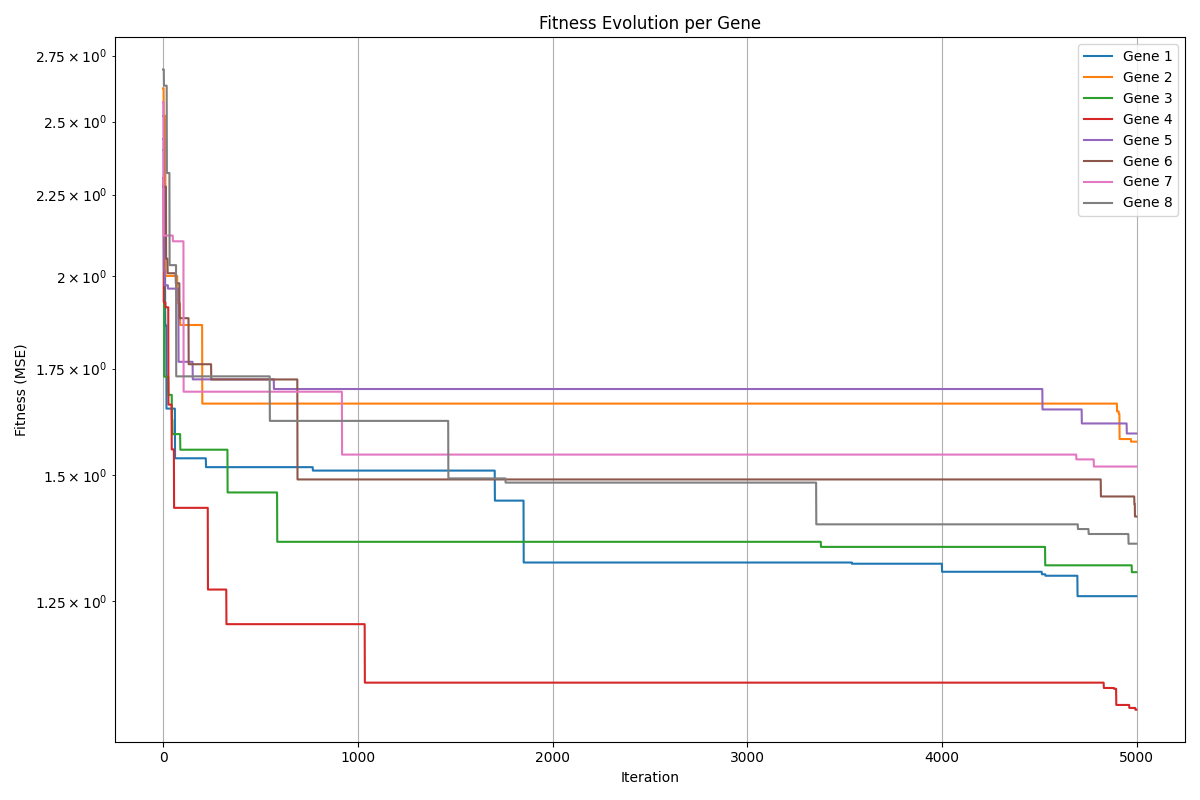 Fitness Evolution per Gene
Fitness (MSE)
2.75 × 10⁰
2.5 × 10⁰
2.25 × 10⁰
2 × 10⁰
1.75 × 10⁰
1.5 × 10⁰
1.25 × 10⁰
Gene 1
Gene 2
Gene 3
Gene 4
Gene 5
Gene 6
Gene 7
Gene 8
0 1000 2000 3000 4000 5000
Iteration